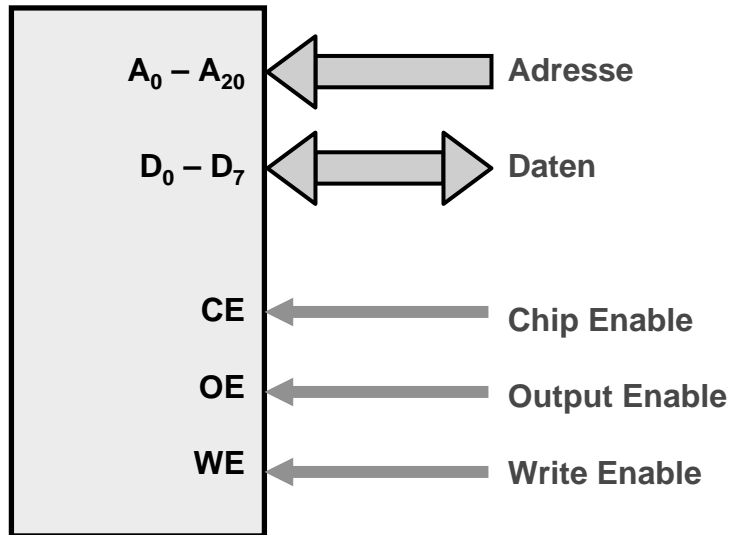 A₀ – A₂₀ Adresse
D₀ – D₇ Daten
CE Chip Enable
OE Output Enable
WE Write Enable